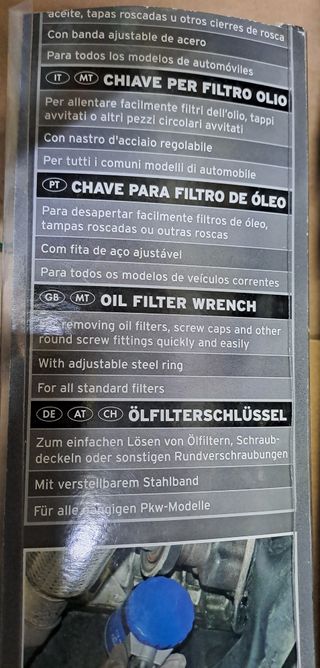 aceite, tapas roscadas u otros cierres de rosca
Con banda ajustable de acero
Para todos los modelos de automóviles
IT MT CHIAVE PER FILTRO OLIO
Per allentare facilmente filtri dell'olio, tappi
avvitati o altri pezzi circolari avvitati
Con nastro d'acciaio regolabile
Per tutti i comuni modelli di automobile
PT CHAVE PARA FILTRO DE ÓLEO
Para desapertar facilmente filtros de óleo,
tampas roscadas ou outras roscas
Com fita de aço ajustável
Para todos os modelos de veículos correntes
GB MT OIL FILTER WRENCH
removing oil filters, screw caps and other
round screw fittings quickly and easily
With adjustable steel ring
For all standard filters
DE AT CH ÖLFILTERSCHLÜSSEL
Zum einfachen Lösen von Ölfiltern, Schraub-
deckeln oder sonstigen Rundverschraubungen
Mit verstellbarem Stahlband
Für alle gängigen Pkw-Modelle